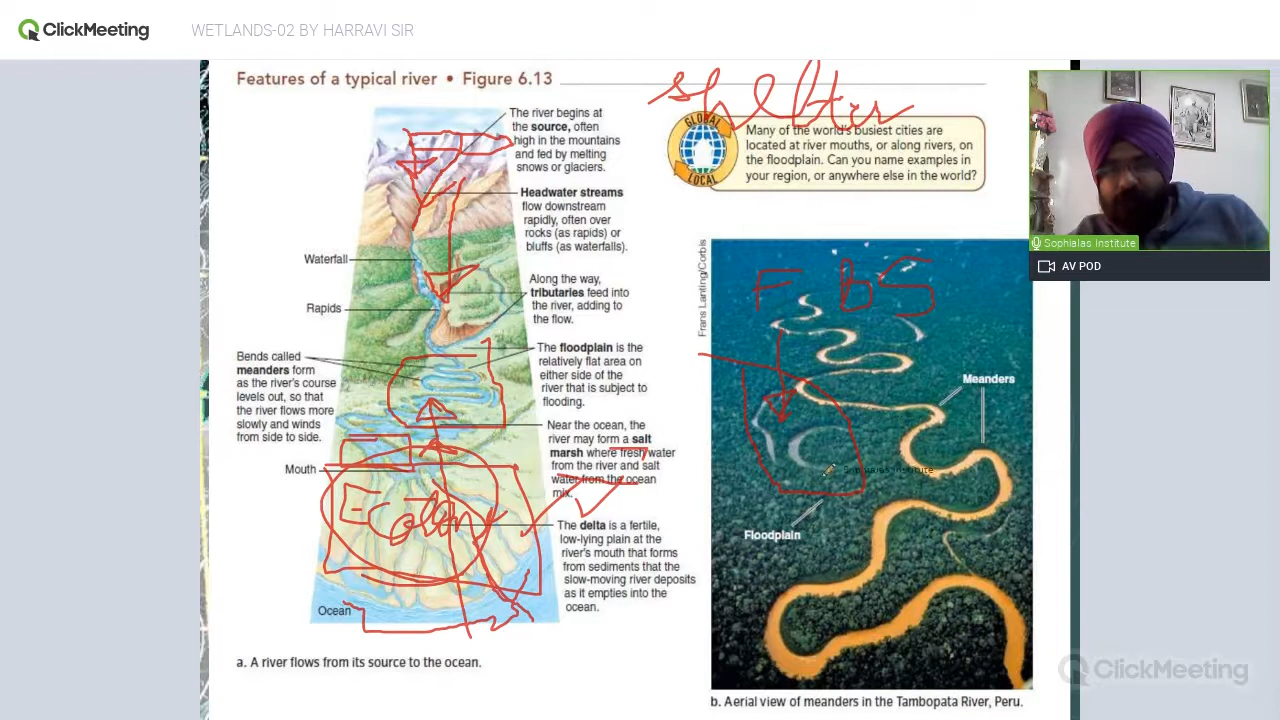 ClickMeeting
WETLANDS-02 BY HARRAVI SIR
Features of a typical river • Figure 6.13
shelter
The river begins at
the source, often
high in the mountains
and fed by melting
snows or glaciers.
Headwater streams
flow downstream
rapidly, often over
rocks (as rapids) or
bluffs (as waterfalls).
Waterfall
Along the way,
tributaries feed into
the river, adding to
the flow.
Rapids
Bends called
meanders form
as the river's course
levels out, so that
the river flows more
slowly and winds
from side to side.
The floodplain is the
relatively flat area on
either side of the
river that is subject to
flooding.
Near the ocean, the
river may form a salt
marsh where fresh water
from the river and salt
water from the ocean
mix.
Mouth
The delta is a fertile,
low-lying plain at the
river's mouth that forms
from sediments that the
slow-moving river deposits
as it empties into the
ocean.
Ocean
a. A river flows from its source to the ocean.
GLOBAL
LOCAL
Many of the world's busiest cities are
located at river mouths, or along rivers, on
the floodplain. Can you name examples in
your region, or anywhere else in the world?
Frans Lanting/Corbis
F BS
Meanders
Sophialas Institute
Floodplain
b. Aerial view of meanders in the Tambopata River, Peru.
Sophialas Institute
AV POD
ClickMeeting